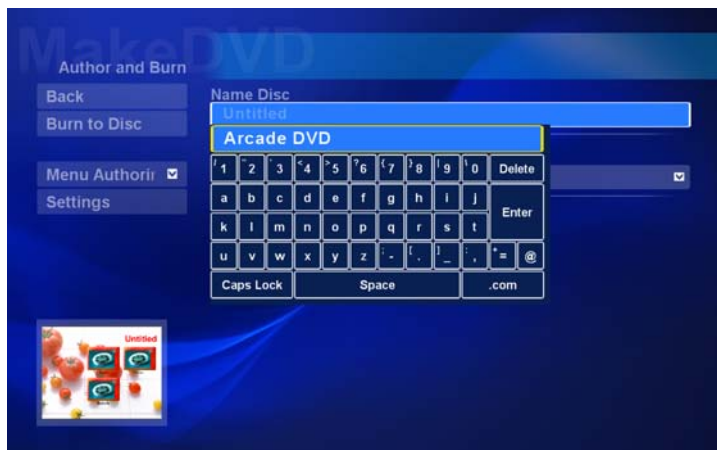 MakeDVD
Author and Burn
Back
Burn to Disc
Menu Authorir
Settings
Name Disc
Untitled
Arcade DVD
1 2 3 <4 >5 ?6 {7 }8 |9 \0 Delete
a b c d e f g h i j
Enter
k l m n o p q r s t
u v w x y z ;- [. ]_ :, += @
Caps Lock Space .com
Untitled